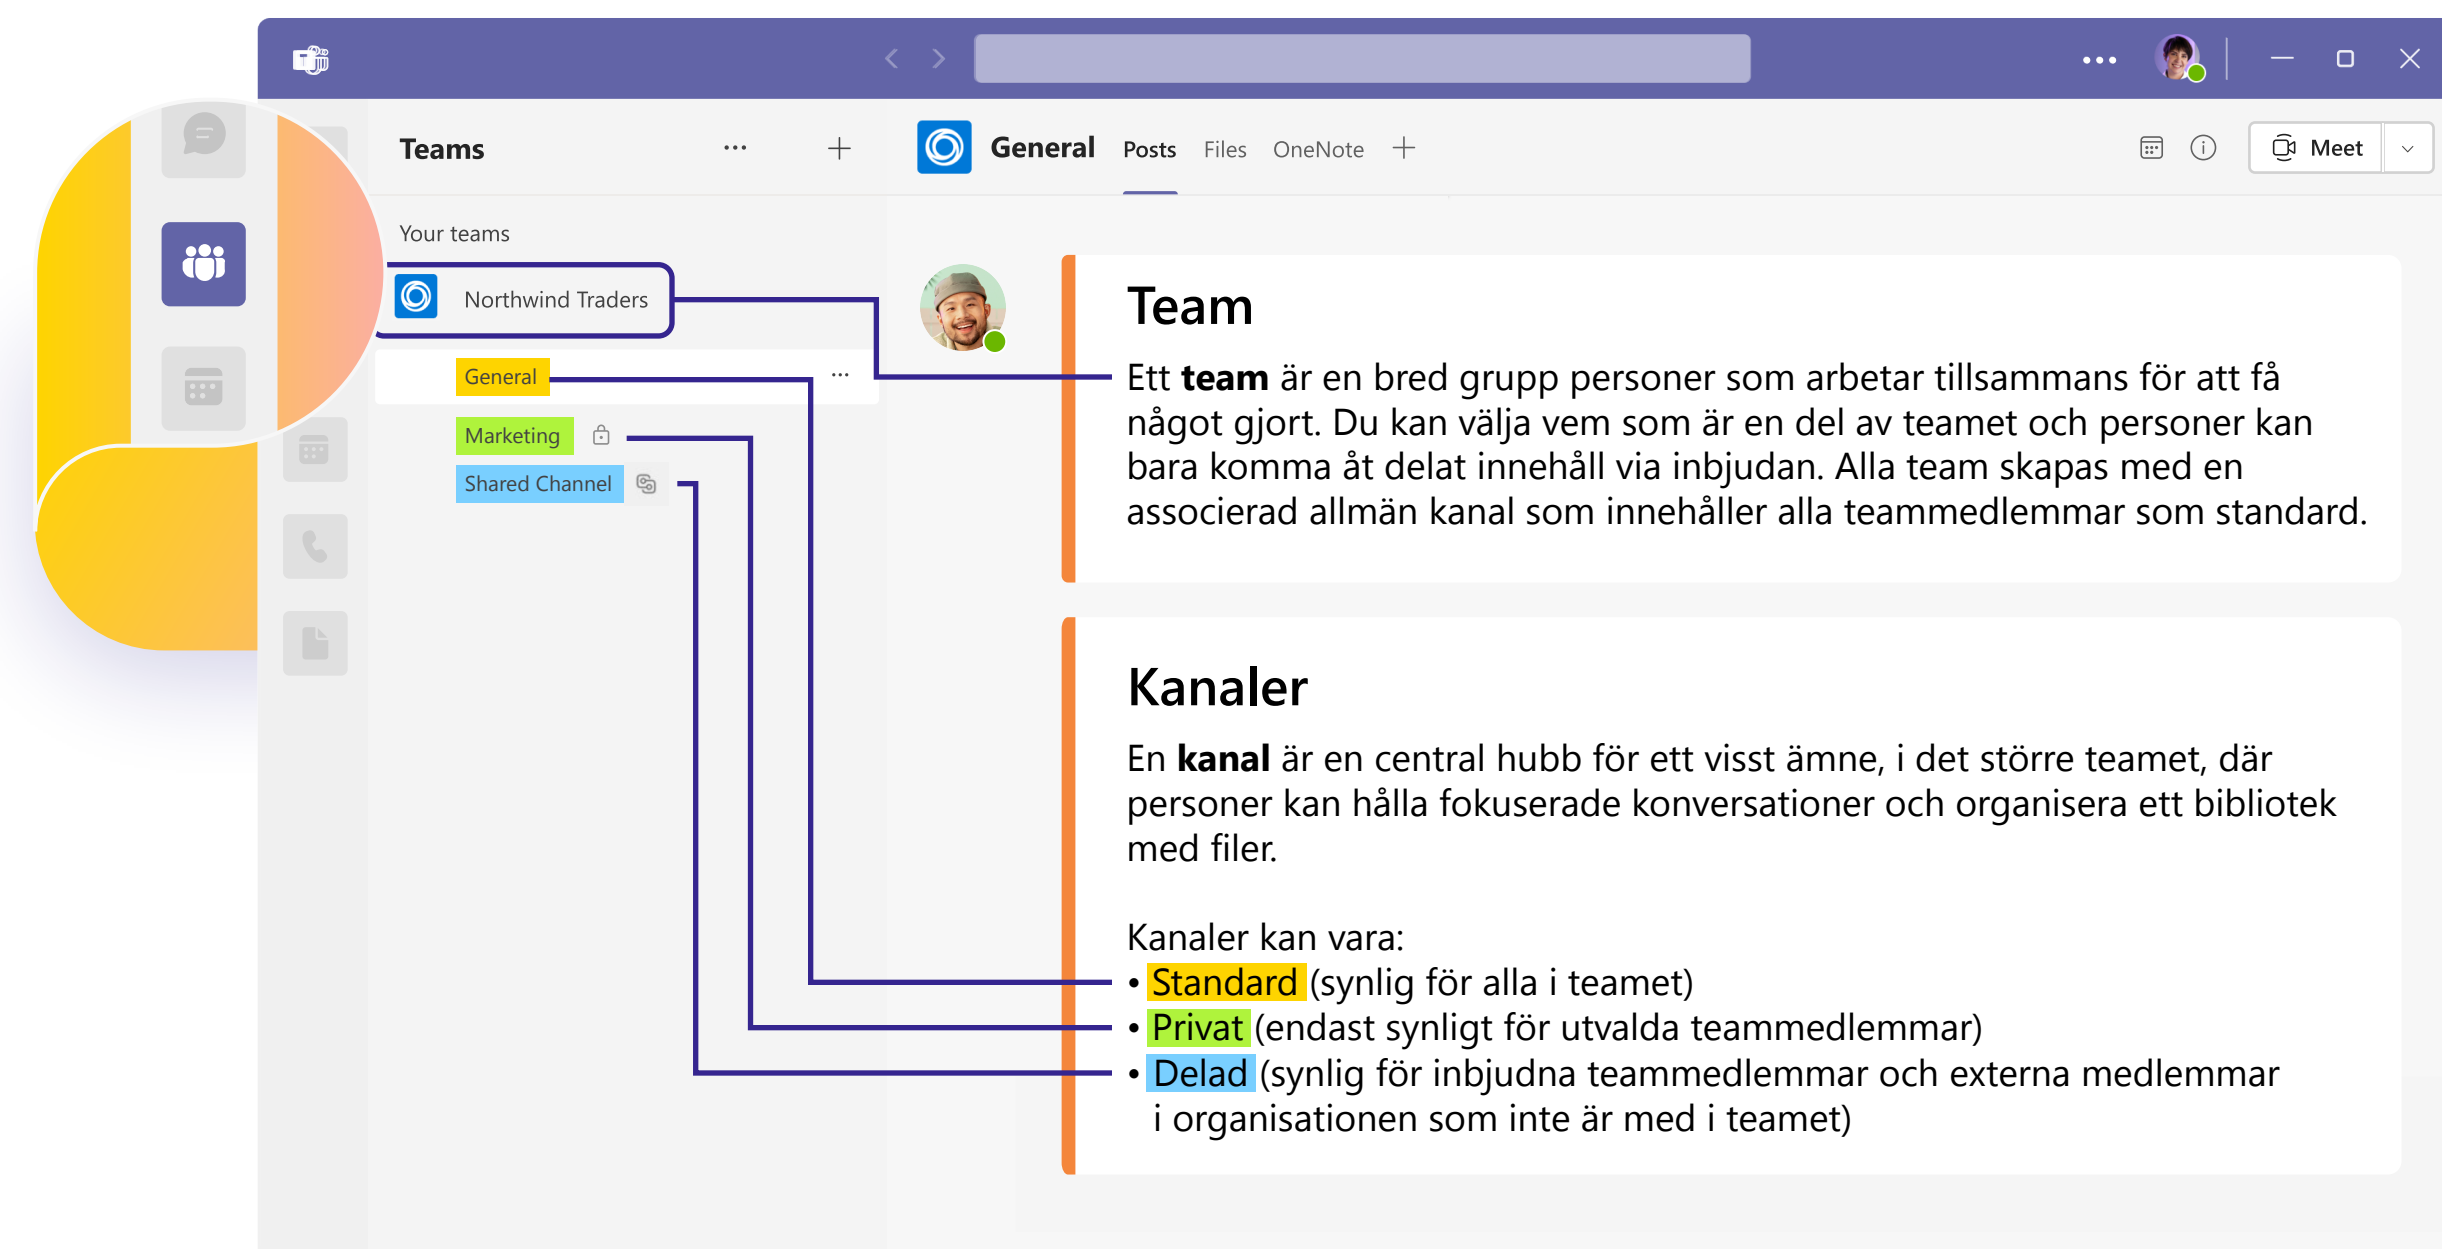 Teams
General
Posts
Files
OneNote
Meet
Your teams
Northwind Traders
General
Marketing
Shared Channel
Team
Ett team är en bred grupp personer som arbetar tillsammans för att få
något gjort. Du kan välja vem som är en del av teamet och personer kan
bara komma åt delat innehåll via inbjudan. Alla team skapas med en
associerad allmän kanal som innehåller alla teammedlemmar som standard.
Kanaler
En kanal är en central hubb för ett visst ämne, i det större teamet, där
personer kan hålla fokuserade konversationer och organisera ett bibliotek
med filer.
Kanaler kan vara:
• Standard (synlig för alla i teamet)
• Privat (endast synligt för utvalda teammedlemmar)
• Delad (synlig för inbjudna teammedlemmar och externa medlemmar
i organisationen som inte är med i teamet)